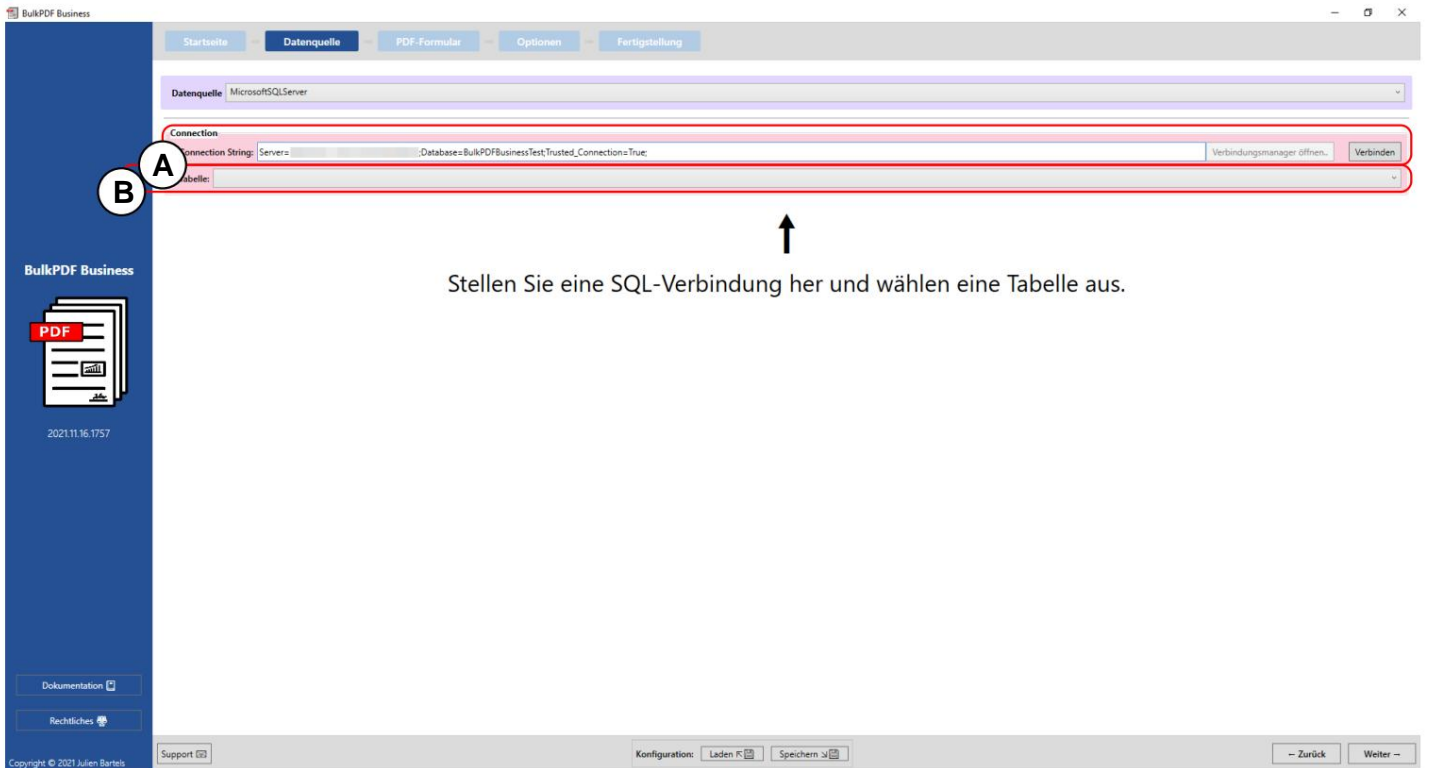 BulkPDF Business
Startseite Datenquelle PDF-Formular Optionen Fertigstellung
Datenquelle MicrosoftSQLServer
Connection
Connection String: Server= ;Database=BulkPDFBusinessTest;Trusted_Connection=True; Verbindungsmanager öffnen.. Verbinden
A
B
Stellen Sie eine SQL-Verbindung her und wählen eine Tabelle aus.
BulkPDF Business
PDF
2021.11.16.1757
Dokumentation
Rechtliches
Copyright © 2021 Julien Bartels
Support
Konfiguration: Laden Speichern
← Zurück Weiter →